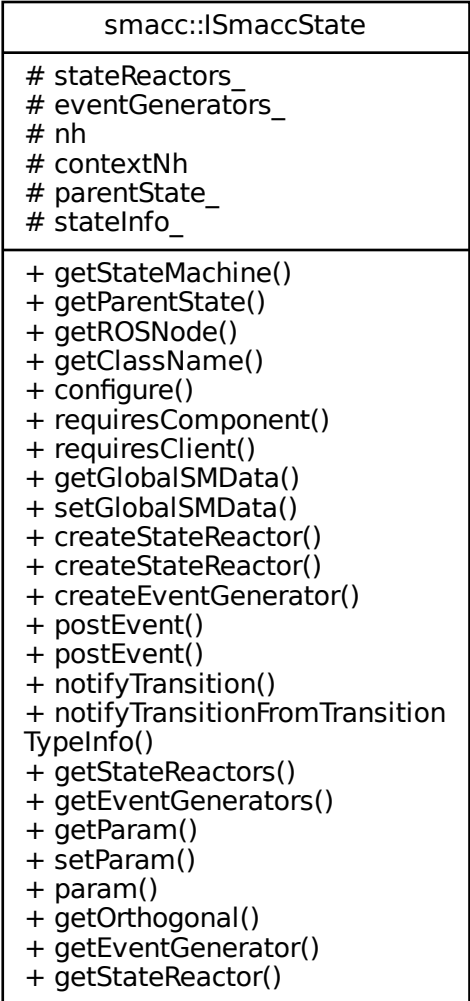 smacc::ISmaccState
# stateReactors_
# eventGenerators_
# nh
# contextNh
# parentState_
# stateInfo_
+ getStateMachine()
+ getParentState()
+ getROSNode()
+ getClassName()
+ configure()
+ requiresComponent()
+ requiresClient()
+ getGlobalSMData()
+ setGlobalSMData()
+ createStateReactor()
+ createStateReactor()
+ createEventGenerator()
+ postEvent()
+ postEvent()
+ notifyTransition()
+ notifyTransitionFromTransition
TypeInfo()
+ getStateReactors()
+ getEventGenerators()
+ getParam()
+ setParam()
+ param()
+ getOrthogonal()
+ getEventGenerator()
+ getStateReactor()